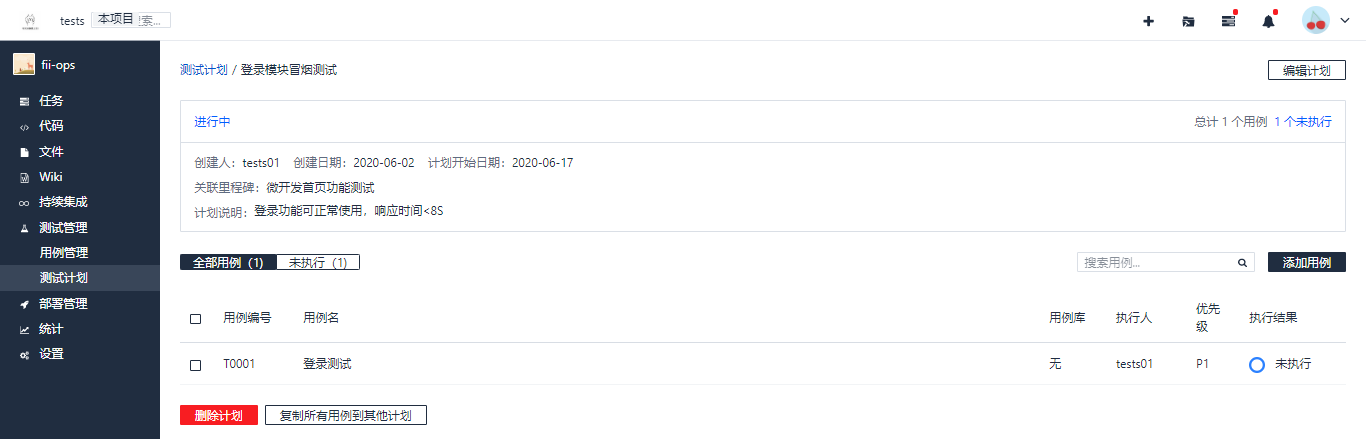 tests 本项目 搜索...
fii-ops
任务
代码
文件
Wiki
持续集成
测试管理
用例管理
测试计划
部署管理
统计
设置
测试计划 / 登录模块冒烟测试 编辑计划
进行中 总计 1 个用例 1 个未执行
创建人：tests01 创建日期：2020-06-02 计划开始日期：2020-06-17
关联里程碑：微开发首页功能测试
计划说明：登录功能可正常使用，响应时间<8S
全部用例（1） 未执行（1） 搜索用例... 添加用例
用例编号 用例名 用例库 执行人 优先级 执行结果
T0001 登录测试 无 tests01 P1 未执行
删除计划 复制所有用例到其他计划